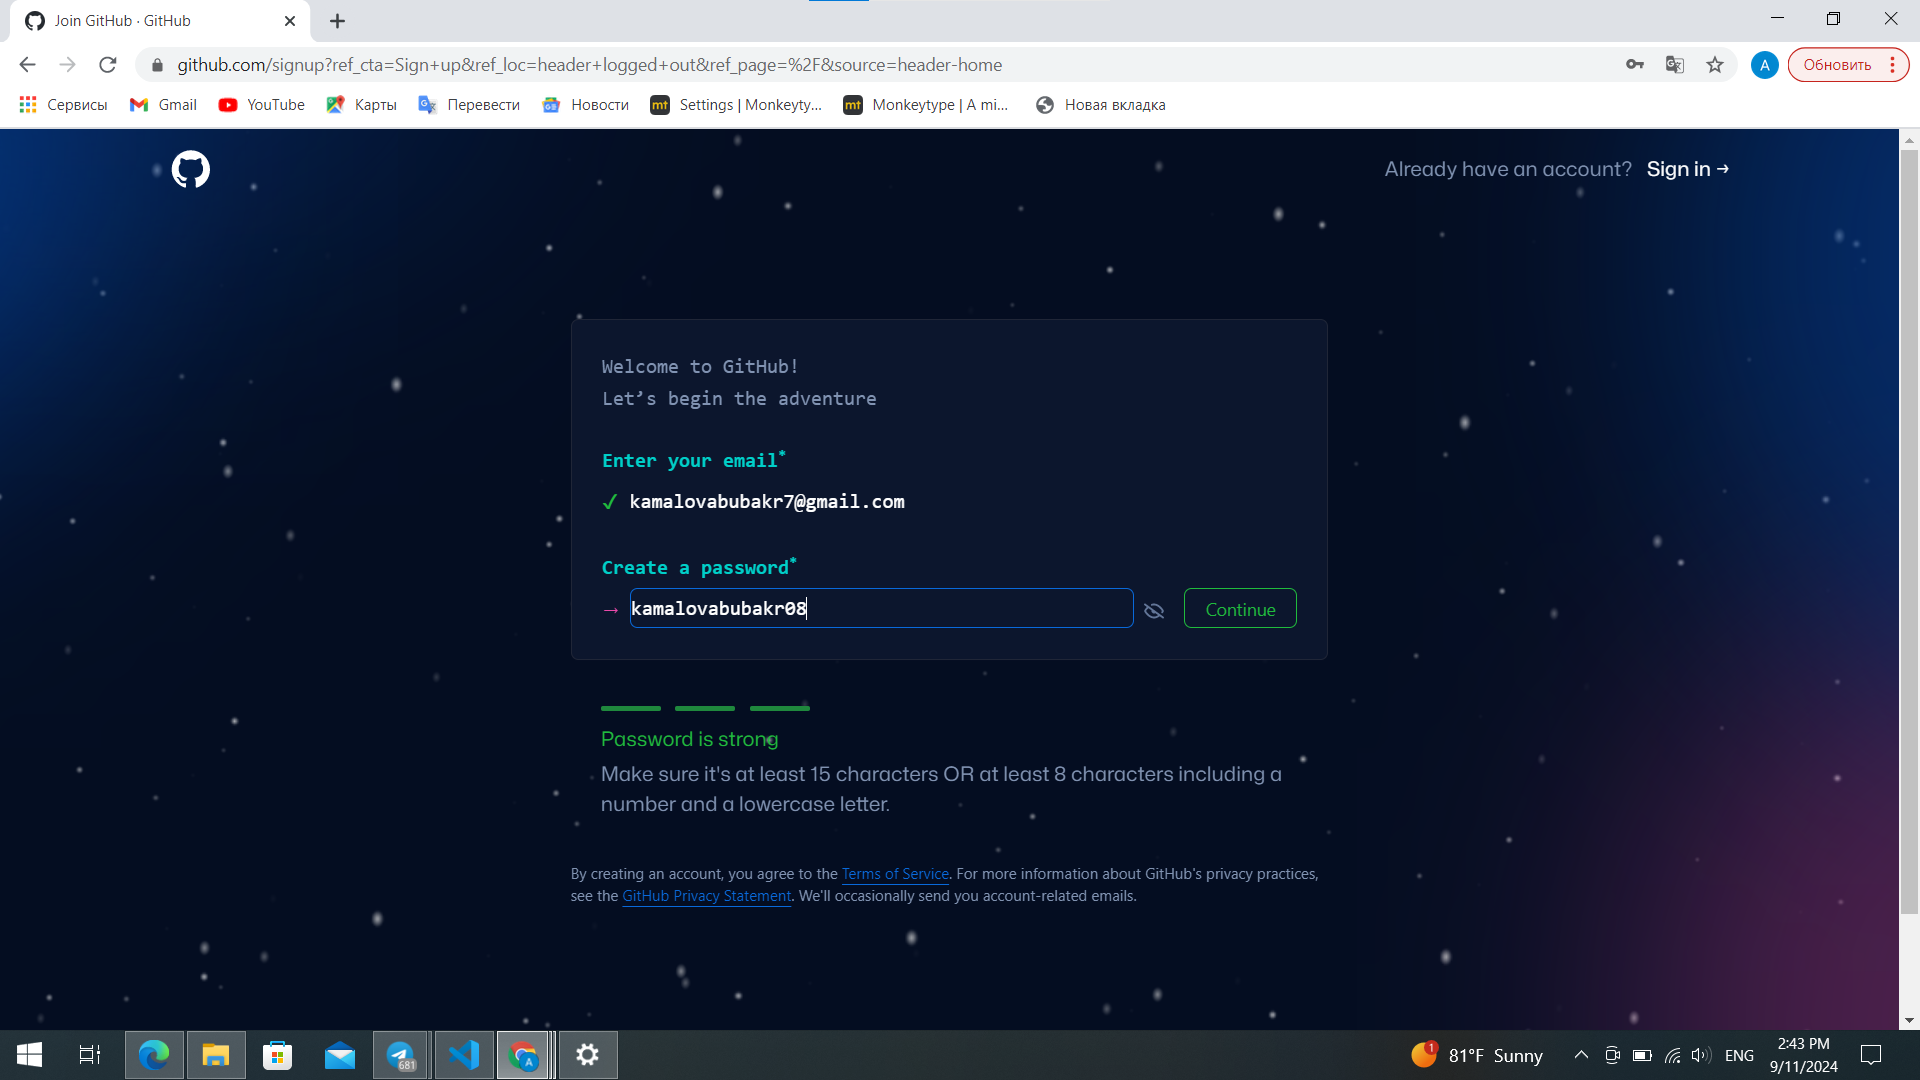 Join GitHub · GitHub
github.com/signup?ref_cta=Sign+up&ref_loc=header+logged+out&ref_page=%2F&source=header-home
A
Обновить
Сервисы
Gmail
YouTube
Карты
Перевести
Новости
mt Settings | Monkeyty...
mt Monkeytype | A mi...
Новая вкладка
Already have an account? Sign in →
Welcome to GitHub!
Let’s begin the adventure
Enter your email*
✓ kamalovabubakr7@gmail.com
Create a password*
→ kamalovabubakr08
Continue
Password is strong
Make sure it's at least 15 characters OR at least 8 characters including a
number and a lowercase letter.
By creating an account, you agree to the Terms of Service. For more information about GitHub's privacy practices,
see the GitHub Privacy Statement. We'll occasionally send you account-related emails.
681
A
1
81°F Sunny
ENG
2:43 PM
9/11/2024